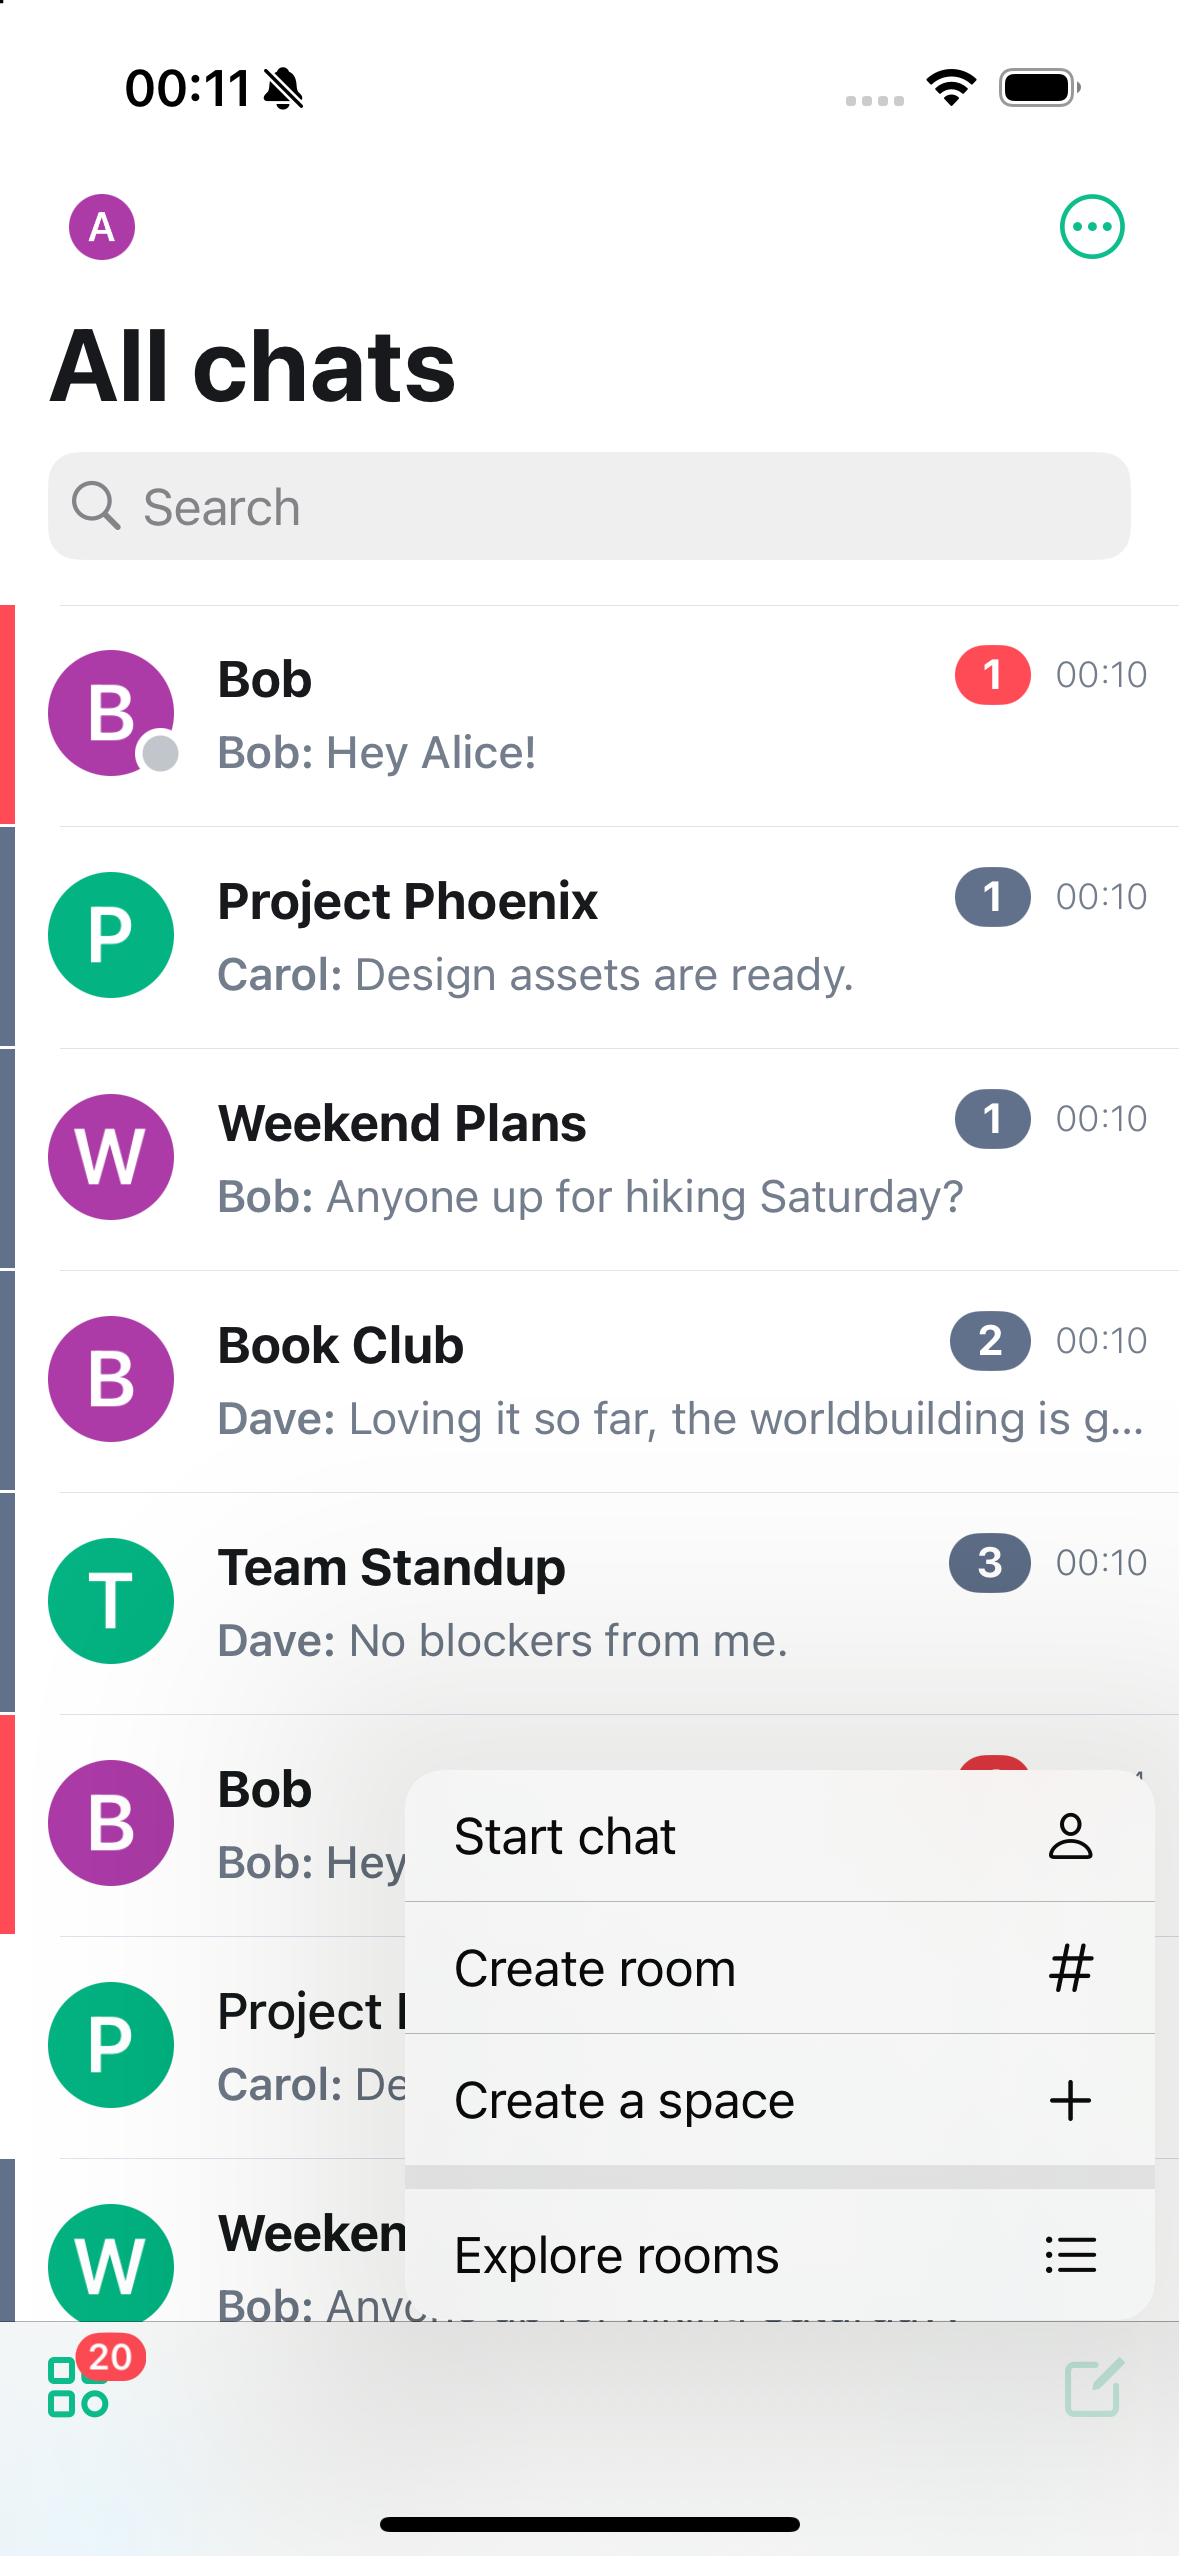 00:11
A
All chats
Search
B
Bob
1
00:10
Bob: Hey Alice!
P
Project Phoenix
1
00:10
Carol: Design assets are ready.
W
Weekend Plans
1
00:10
Bob: Anyone up for hiking Saturday?
B
Book Club
2
00:10
Dave: Loving it so far, the worldbuilding is g...
T
Team Standup
3
00:10
Dave: No blockers from me.
B
Bob
Bob: Hey
P
Project
Carol:
W
Bob:
Start chat
Create room
Create a space
Explore rooms
20